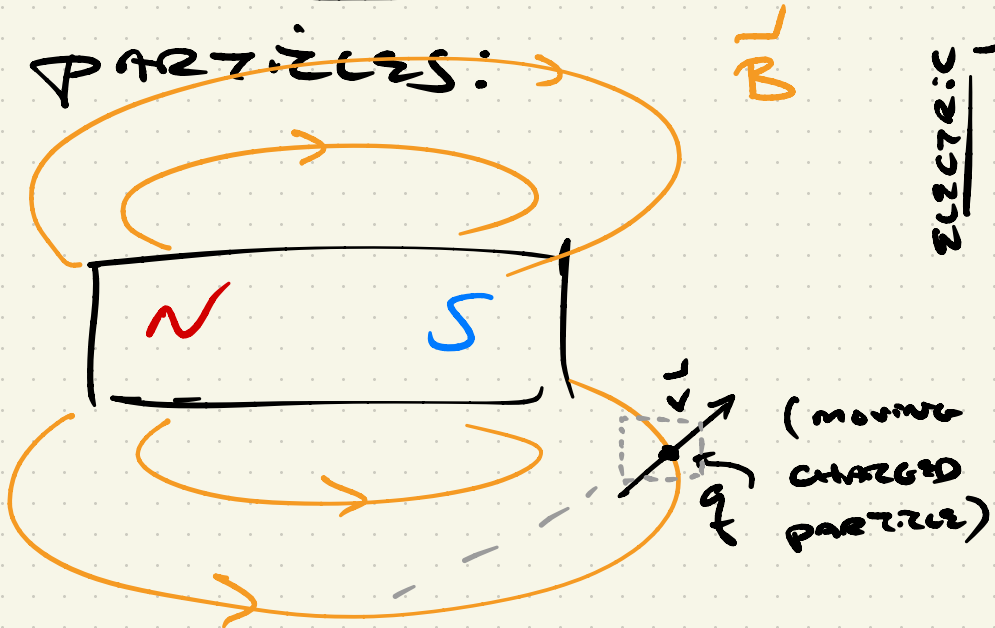 PARTICLES:
B
ELECTRIC
N S
v
q
(MOVING
CHARGED
PARTICLE)